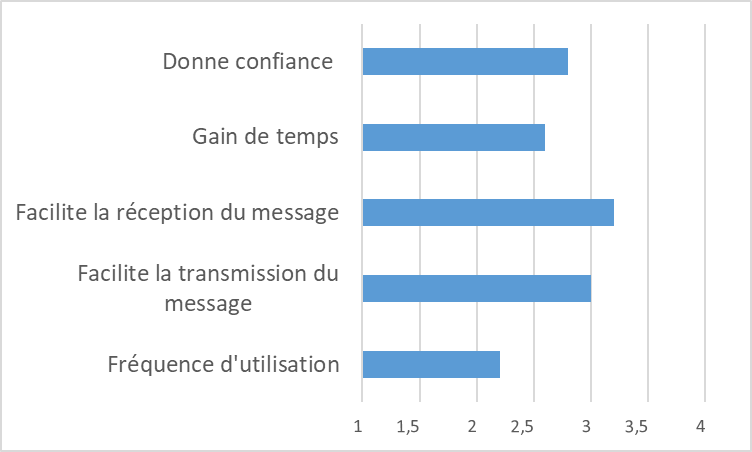 Donne confiance
Gain de temps
Facilite la réception du message
Facilite la transmission du
message
Fréquence d'utilisation
1 1,5 2 2,5 3 3,5 4